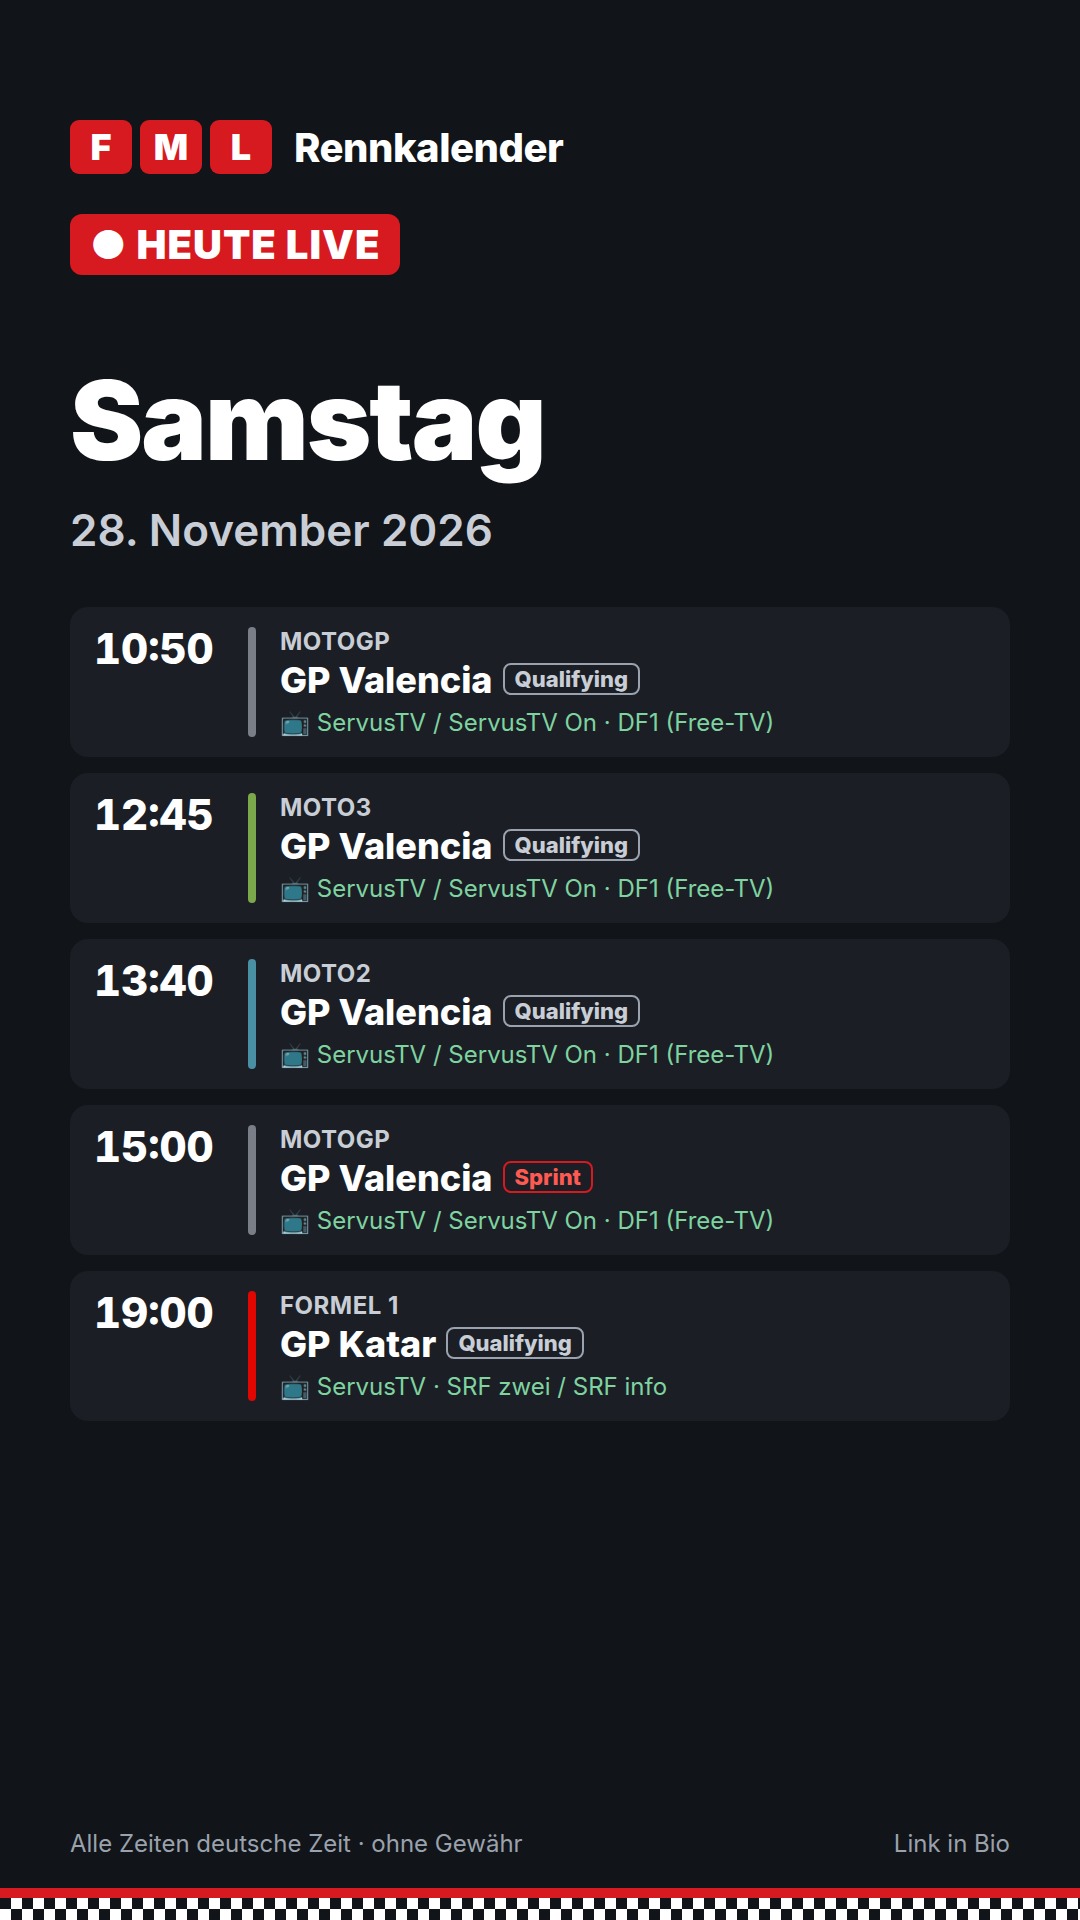 F M L Rennkalender
HEUTE LIVE
Samstag
28. November 2026
10:50
MOTOGP
GP Valencia Qualifying
ServusTV / ServusTV On · DF1 (Free-TV)
12:45
MOTO3
GP Valencia Qualifying
ServusTV / ServusTV On · DF1 (Free-TV)
13:40
MOTO2
GP Valencia Qualifying
ServusTV / ServusTV On · DF1 (Free-TV)
15:00
MOTOGP
GP Valencia Sprint
ServusTV / ServusTV On · DF1 (Free-TV)
19:00
FORMEL 1
GP Katar Qualifying
ServusTV · SRF zwei / SRF info
Alle Zeiten deutsche Zeit · ohne Gewähr
Link in Bio